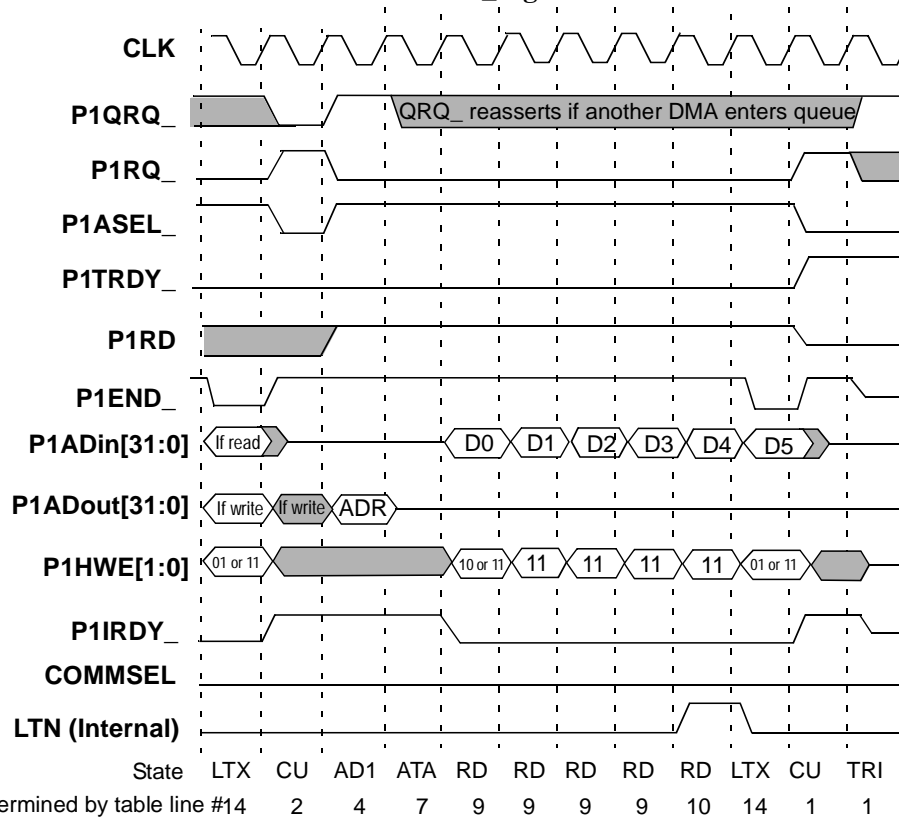 CLK
P1QRQ_ QRQ_ reasserts if another DMA enters queue
P1RQ_
P1ASEL_
P1TRDY_
P1RD
P1END_
P1ADin[31:0] If read D0 D1 D2 D3 D4 D5
P1ADout[31:0] If write If write ADR
P1HWE[1:0] 01 or 11 10 or 11 11 11 11 11 01 or 11
P1IRDY_
COMMSEL
LTN (Internal)
State LTX CU AD1 ATA RD RD RD RD RD LTX CU TRI
ermined by table line #14 2 4 7 9 9 9 9 10 14 1 1